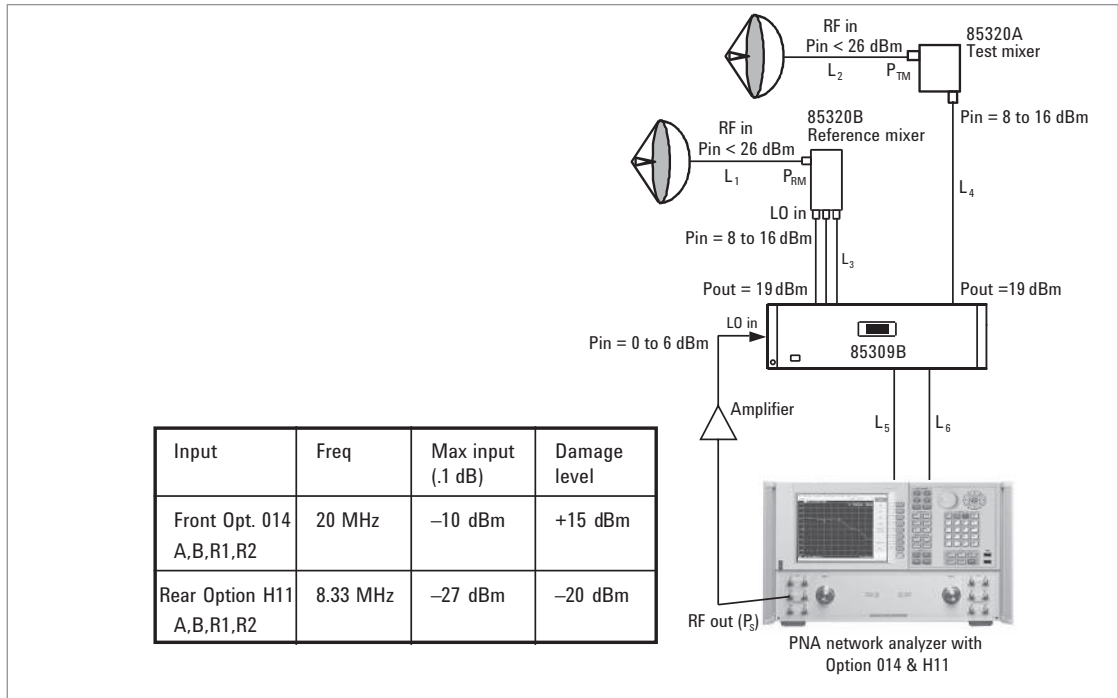 RF in
Pin < 26 dBm
L2
PTM
85320A
Test mixer
Pin = 8 to 16 dBm
RF in
Pin < 26 dBm
L1
PRM
85320B
Reference mixer
LO in
Pin = 8 to 16 dBm
L3
L4
Pout = 19 dBm
Pout =19 dBm
LO in
Pin = 0 to 6 dBm
85309B
Amplifier
L5
L6
RF out (PS)
PNA network analyzer with
Option 014 & H11
Input Freq Max input (.1 dB) Damage level
Front Opt. 014 A,B,R1,R2 20 MHz –10 dBm +15 dBm
Rear Option H11 A,B,R1,R2 8.33 MHz –27 dBm –20 dBm